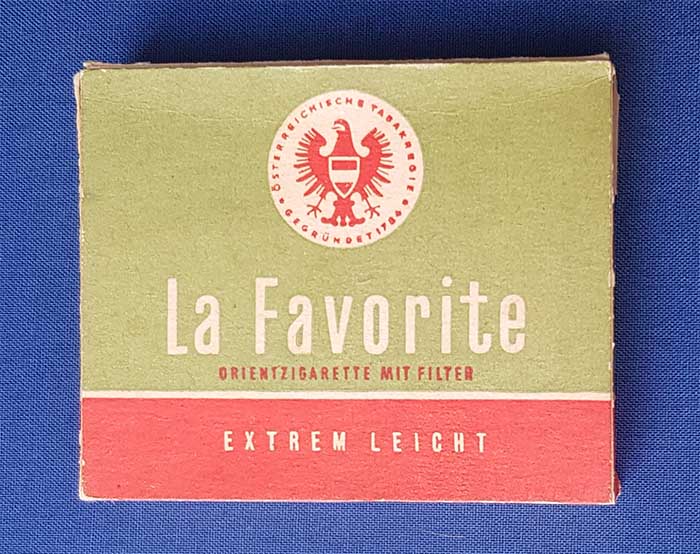 ÖSTERREICHISCHE TABAKREGIE
GEGRÜNDET 1784
La Favorite
ORIENTZIGARETTE MIT FILTER
EXTREM LEICHT